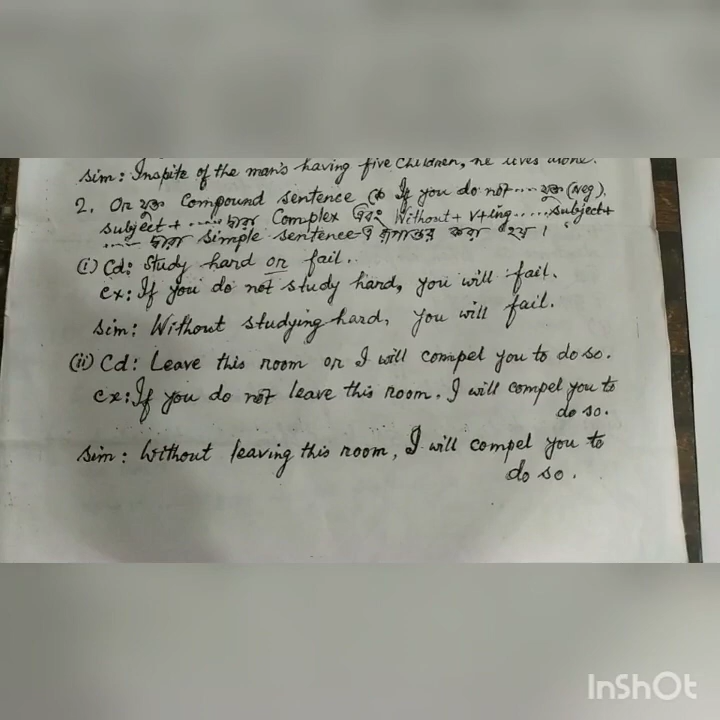 Sim: Inspite of the man's having five children, he lives alone.
2. Or যুক্ত Compound sentence কে If you do not.... যুক্ত (Neg),
subject + ..... দ্বারা Complex এবং Without + V+ing.....subject+
..... দ্বারা simple sentence-এ রূপান্তর করা হয় ।
(i) Cd: Study hard or fail.
Cx: If you do not study hard, you will fail.
Sim: Without studying hard, you will fail.
(ii) Cd: Leave this room or I will compel you to do so.
Cx: If you do not leave this room, I will compel you to
do so.
Sim: Without leaving this room, I will compel you to
do so.
InShOt